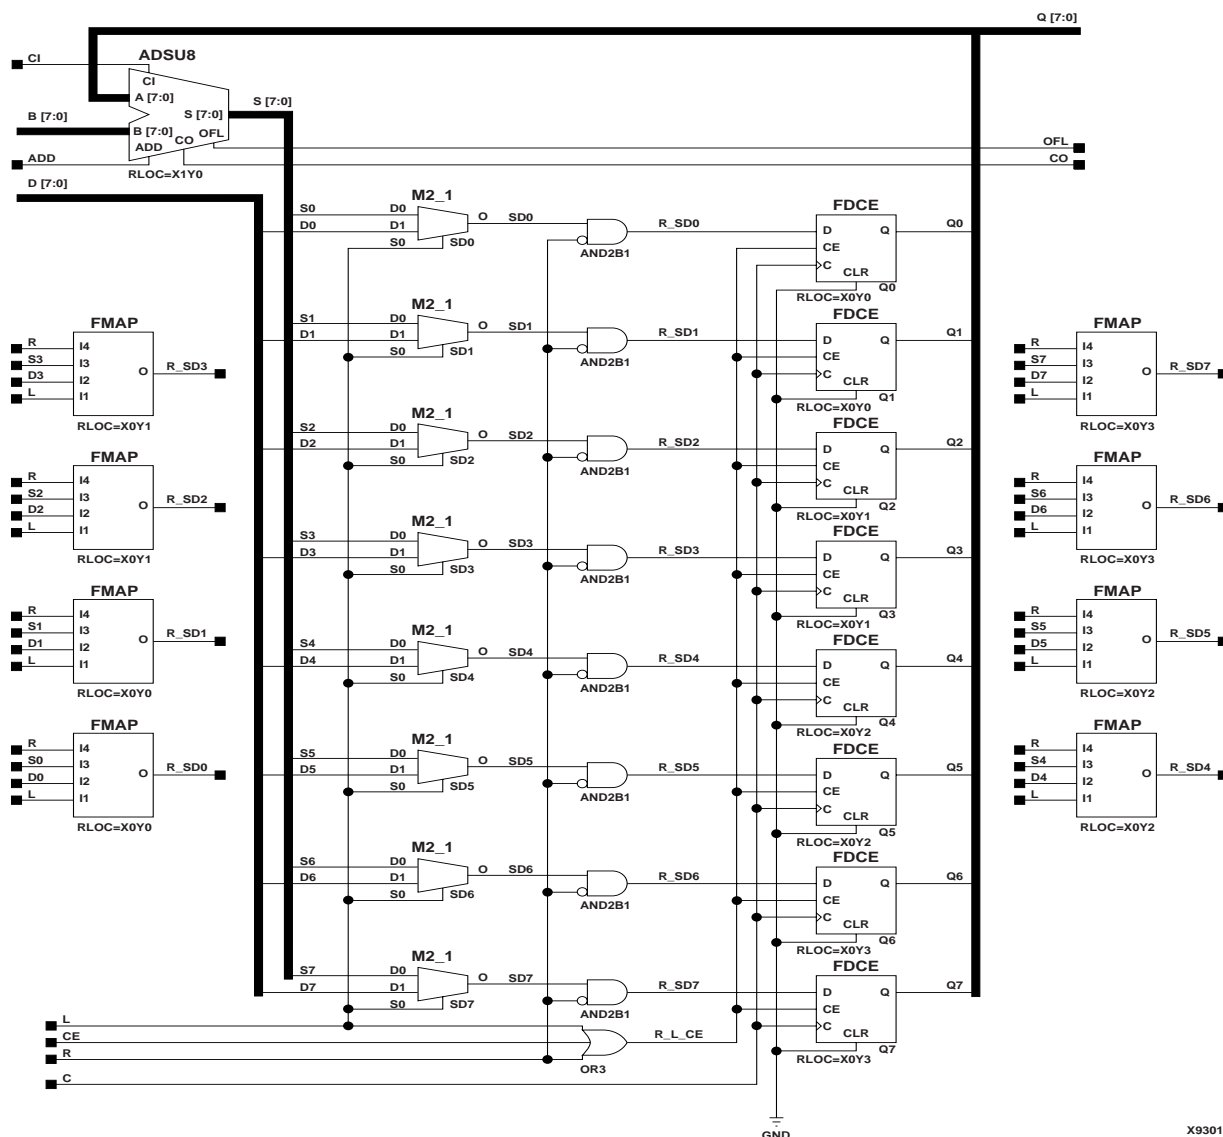 Q [7:0]
CI
ADSU8
CI
A [7:0]
S [7:0]
S [7:0]
B [7:0]
B [7:0]
CO
OFL
ADD
ADD
OFL
CO
RLOC=X1Y0
D [7:0]
M2_1
S0
D0
D0
D1
S0
O
SD0
SD0
AND2B1
R_SD0
FDCE
D
CE
C
Q
CLR
Q0
Q0
RLOC=X0Y0
M2_1
S1
D0
D1
D1
S0
O
SD1
SD1
AND2B1
R_SD1
FDCE
D
CE
C
Q
CLR
Q1
Q1
RLOC=X0Y0
M2_1
S2
D0
D2
D1
S0
O
SD2
SD2
AND2B1
R_SD2
FDCE
D
CE
C
Q
CLR
Q2
Q2
RLOC=X0Y1
M2_1
S3
D0
D3
D1
S0
O
SD3
SD3
AND2B1
R_SD3
FDCE
D
CE
C
Q
CLR
Q3
Q3
RLOC=X0Y1
M2_1
S4
D0
D4
D1
S0
O
SD4
SD4
AND2B1
R_SD4
FDCE
D
CE
C
Q
CLR
Q4
Q4
RLOC=X0Y2
M2_1
S5
D0
D5
D1
S0
O
SD5
SD5
AND2B1
R_SD5
FDCE
D
CE
C
Q
CLR
Q5
Q5
RLOC=X0Y2
M2_1
S6
D0
D6
D1
S0
O
SD6
SD6
AND2B1
R_SD6
FDCE
D
CE
C
Q
CLR
Q6
Q6
RLOC=X0Y3
M2_1
S7
D0
D7
D1
S0
O
SD7
SD7
AND2B1
R_SD7
FDCE
D
CE
C
Q
CLR
Q7
Q7
RLOC=X0Y3
FMAP
R
S3
D3
L
I4
I3
I2
I1
O
R_SD3
RLOC=X0Y1
FMAP
R
S2
D2
L
I4
I3
I2
I1
O
R_SD2
RLOC=X0Y1
FMAP
R
S1
D1
L
I4
I3
I2
I1
O
R_SD1
RLOC=X0Y0
FMAP
R
S0
D0
L
I4
I3
I2
I1
O
R_SD0
RLOC=X0Y0
FMAP
R
S7
D7
L
I4
I3
I2
I1
O
R_SD7
RLOC=X0Y3
FMAP
R
S6
D6
L
I4
I3
I2
I1
O
R_SD6
RLOC=X0Y3
FMAP
R
S5
D5
L
I4
I3
I2
I1
O
R_SD5
RLOC=X0Y2
FMAP
R
S4
D4
L
I4
I3
I2
I1
O
R_SD4
RLOC=X0Y2
L
CE
R
C
OR3
R_L_CE
GND
X9301